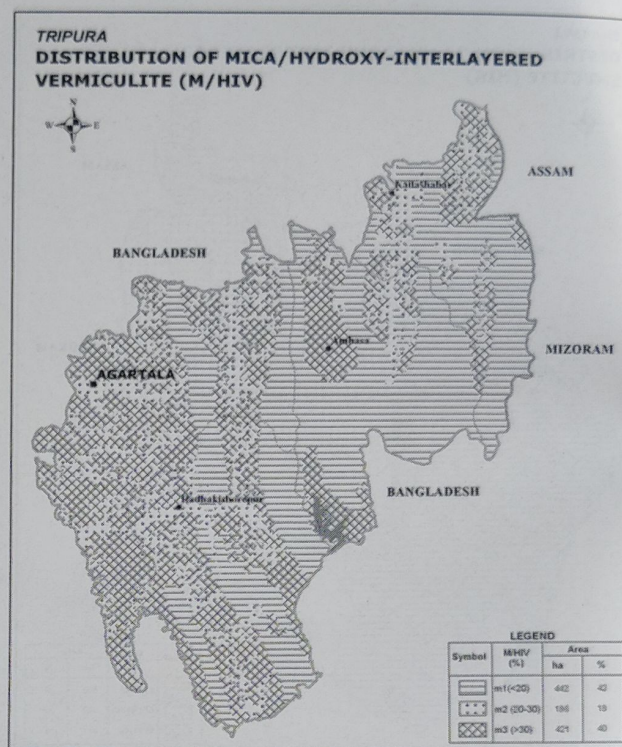 TRIPURA
DISTRIBUTION OF MICA/HYDROXY-INTERLAYERED
VERMICULITE (M/HIV)
N
W E
S
ASSAM
Kailashahar
BANGLADESH
Ambasa
MIZORAM
AGARTALA
BANGLADESH
Radhakishorepur
LEGEND
Symbol M/HIV (%) Area
ha %
m1(<20) 442 42
m2 (20-30) 186 18
m3 (>30) 421 40